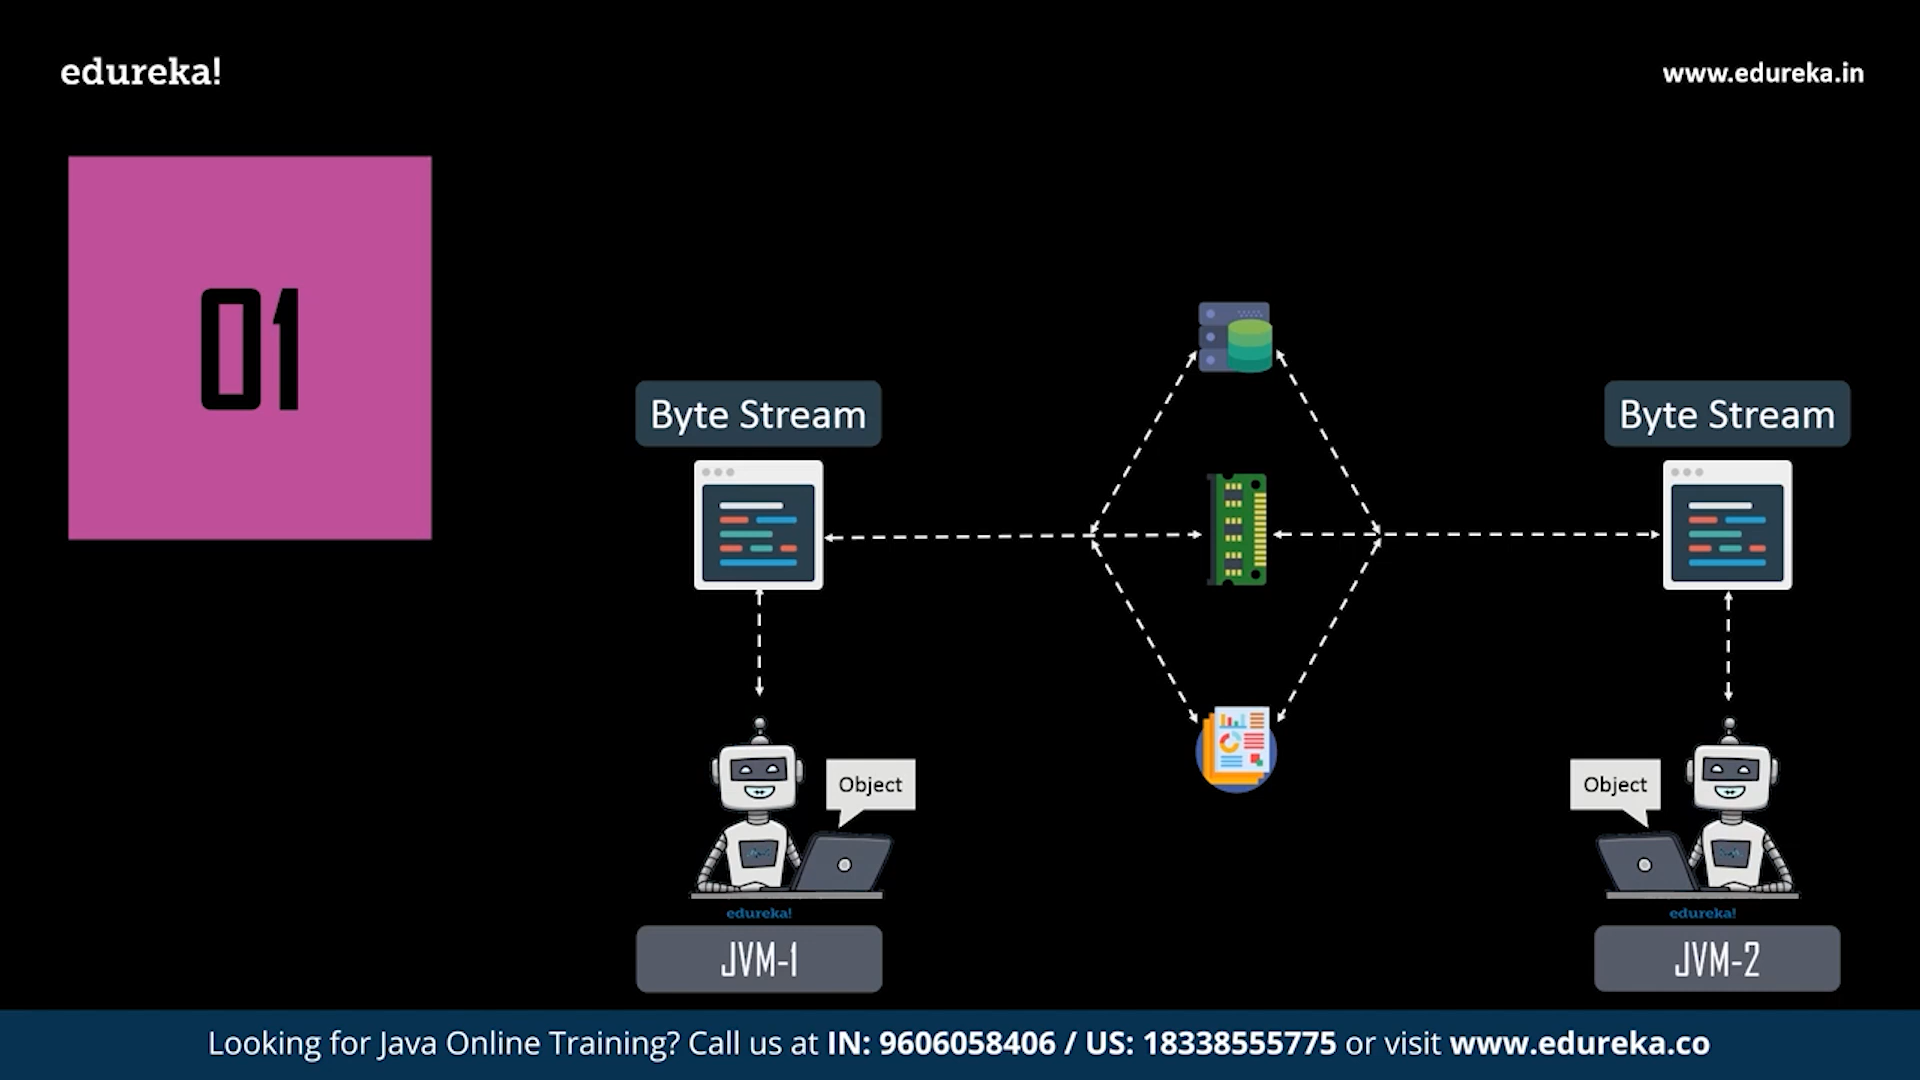 edureka!
www.edureka.in
01
Byte Stream
Byte Stream
Object
Object
edureka!
edureka!
JVM-1
JVM-2
Looking for Java Online Training? Call us at IN: 9606058406 / US: 18338555775 or visit www.edureka.co